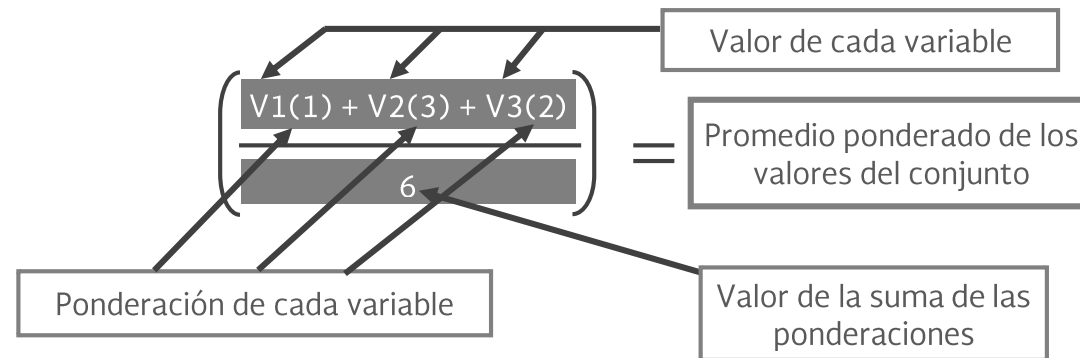 Valor de cada variable
V1(1) + V2(3) + V3(2)
6
=
Promedio ponderado de los
valores del conjunto
Ponderación de cada variable
Valor de la suma de las
ponderaciones